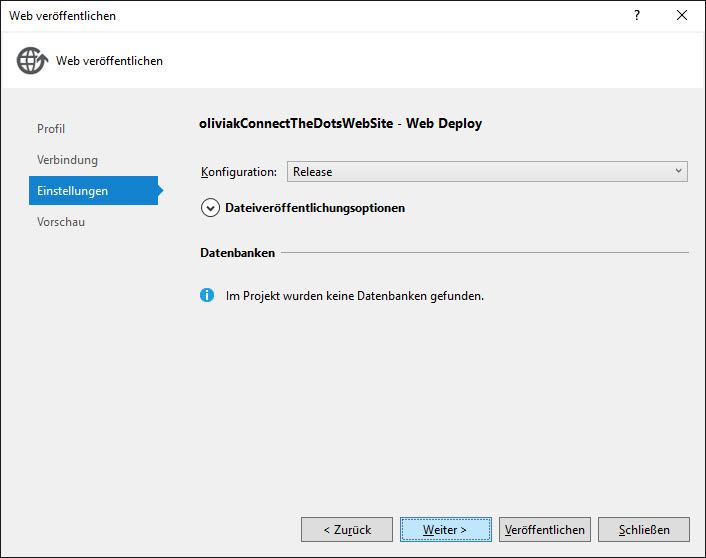 Web veröffentlichen
?
Web veröffentlichen
Profil
Verbindung
Einstellungen
Vorschau
oliviakConnectTheDotsWebSite - Web Deploy
Konfiguration: Release
Dateiveröffentlichungsoptionen
Datenbanken
Im Projekt wurden keine Datenbanken gefunden.
< Zurück Weiter > Veröffentlichen Schließen